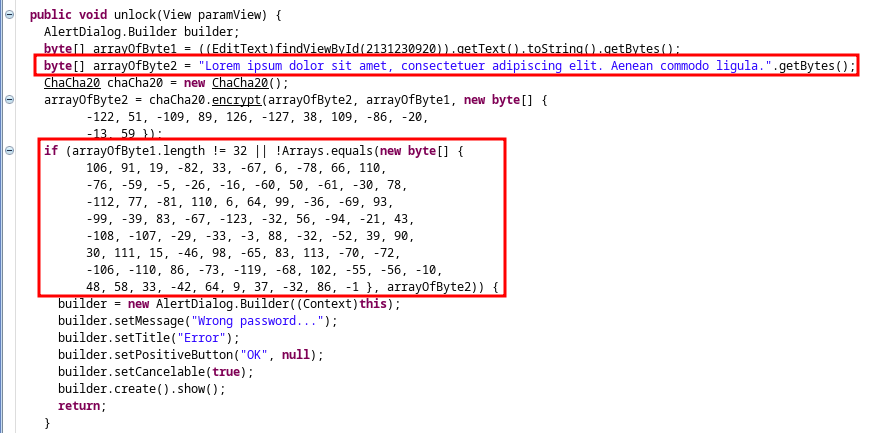 public void unlock(View paramView) {
AlertDialog.Builder builder;
byte[] arrayOfByte1 = ((EditText)findViewById(2131230920)).getText().toString().getBytes();
byte[] arrayOfByte2 = "Lorem ipsum dolor sit amet, consectetuer adipiscing elit. Aenean commodo ligula.".getBytes();
ChaCha20 chaCha20 = new ChaCha20();
arrayOfByte2 = chaCha20.encrypt(arrayOfByte2, arrayOfByte1, new byte[] {
-122, 51, -109, 89, 126, -127, 38, 109, -86, -20,
-13, 59 });
if (arrayOfByte1.length != 32 || !Arrays.equals(new byte[] {
106, 91, 19, -82, 33, -67, 6, -78, 66, 110,
-76, -59, -5, -26, -16, -60, 50, -61, -30, 78,
-112, 77, -81, 110, 6, 64, 99, -36, -69, 93,
-99, -39, 83, -67, -123, -32, 56, -94, -21, 43,
-108, -107, -29, -33, -3, 88, -32, -52, 39, 90,
30, 111, 15, -46, 98, -65, 83, 113, -70, -72,
-106, -110, 86, -73, -119, -68, 102, -55, -56, -10,
48, 58, 33, -42, 64, 9, 37, -32, 86, -1 }, arrayOfByte2)) {
builder = new AlertDialog.Builder((Context)this);
builder.setMessage("Wrong password...");
builder.setTitle("Error");
builder.setPositiveButton("OK", null);
builder.setCancelable(true);
builder.create().show();
return;
}